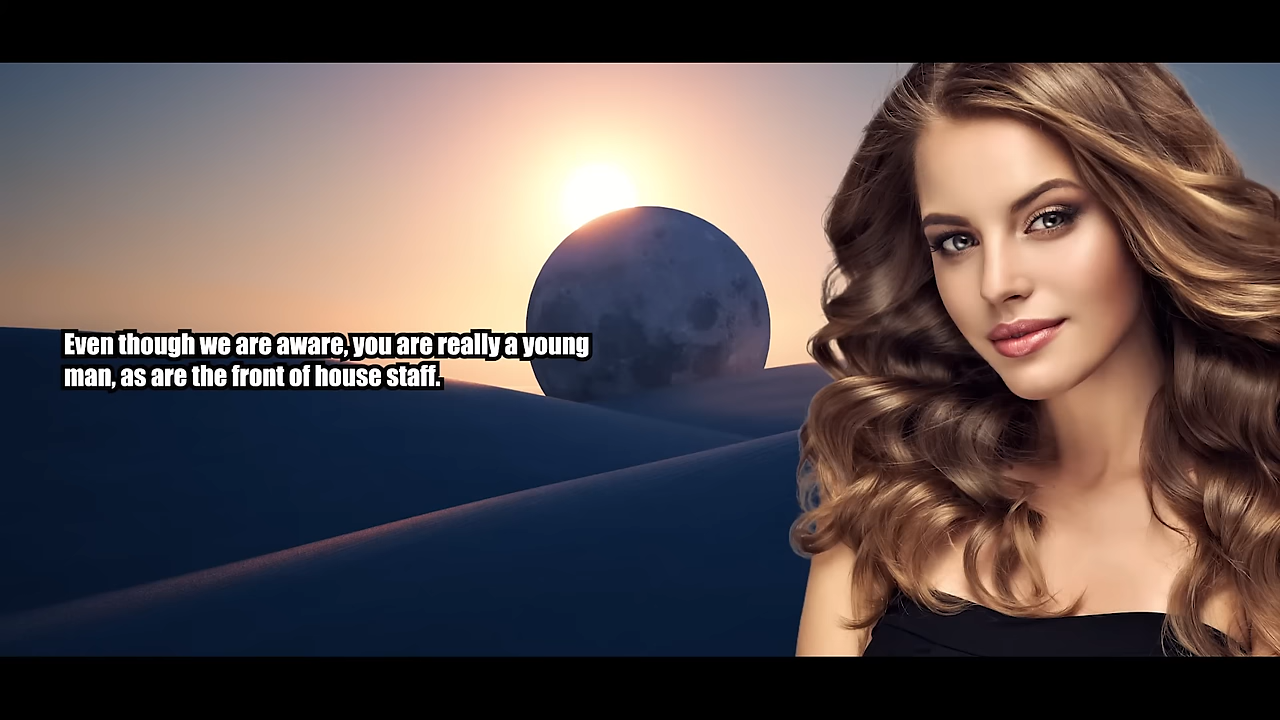 Even though we are aware, you are really a young
man, as are the front of house staff.